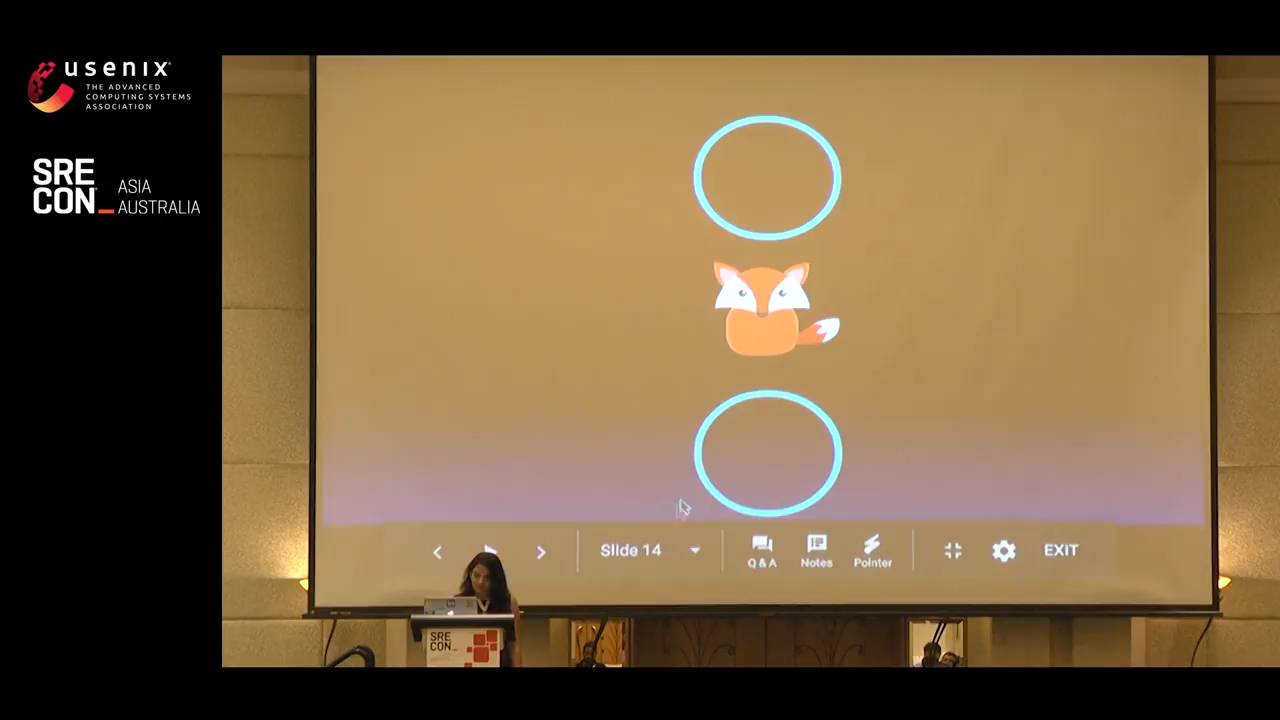 usenix
THE ADVANCED
COMPUTING SYSTEMS
ASSOCIATION
SRE
CON
ASIA
AUSTRALIA
Slide 14
Q & A
Notes
Pointer
EXIT
SRE
CON